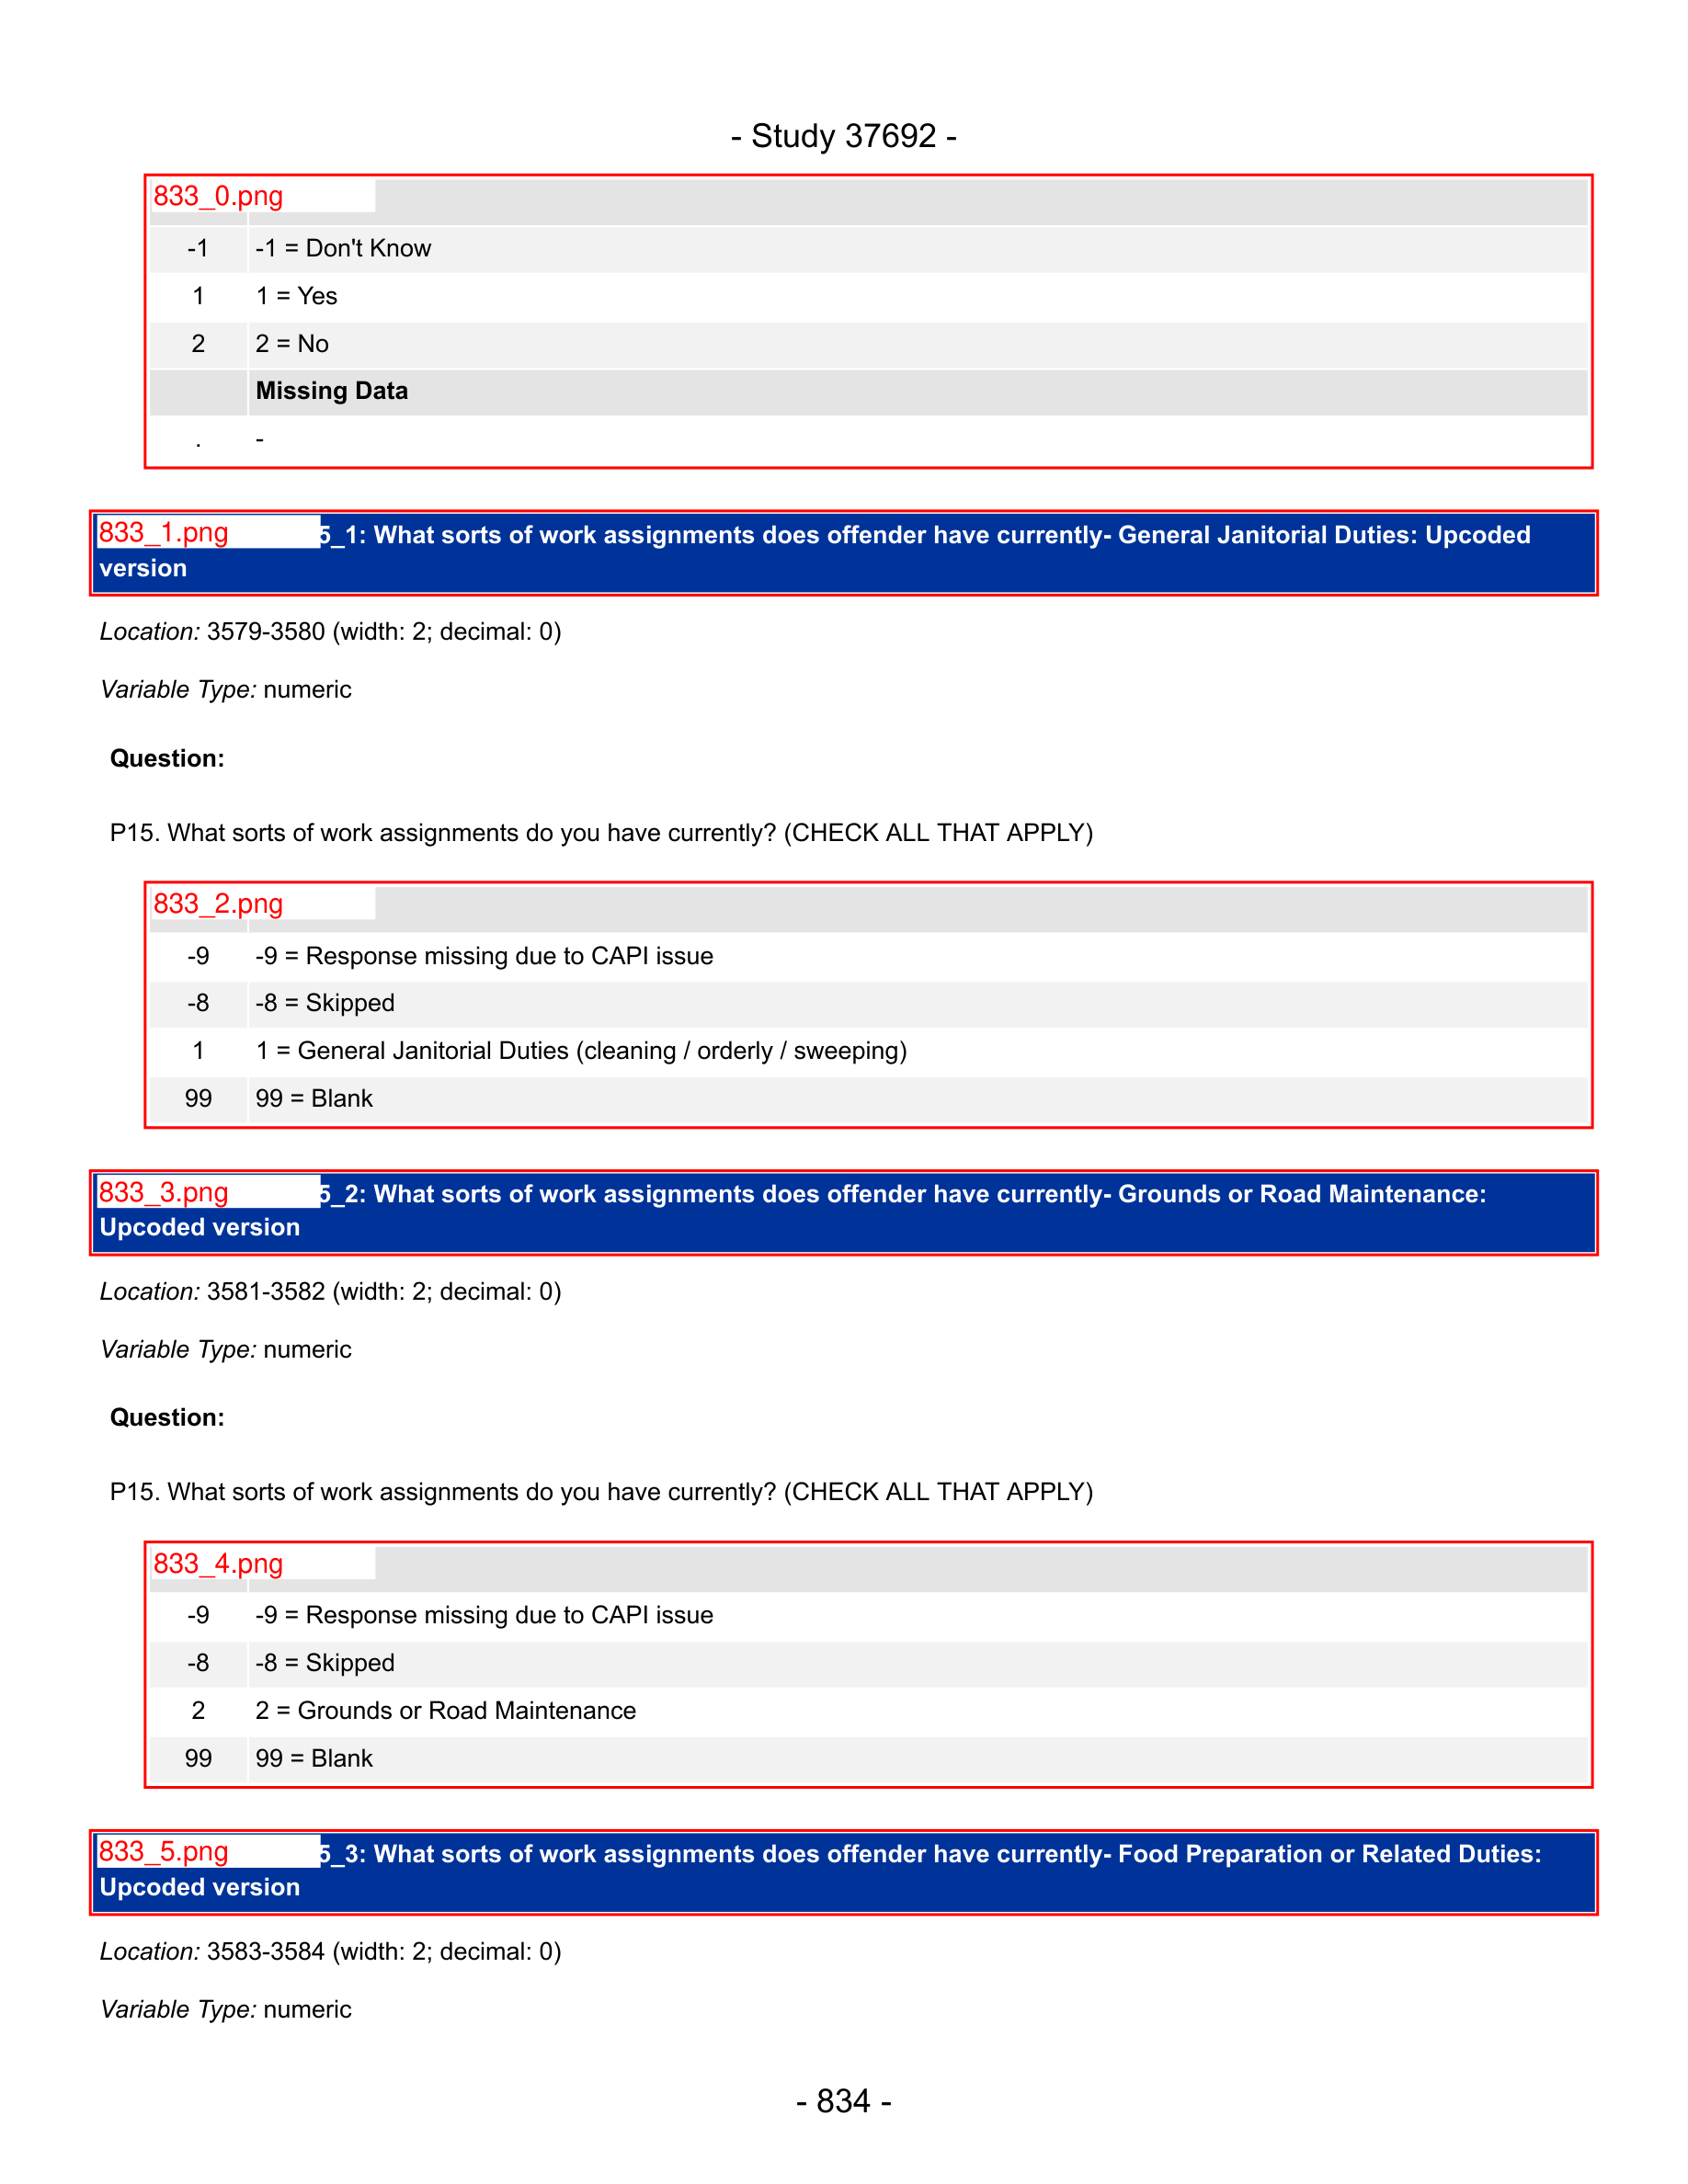 - Study 37692 -
833_0.png
-1 -1 = Don't Know
1 1 = Yes
2 2 = No
Missing Data
. -
833_1.png 5_1: What sorts of work assignments does offender have currently- General Janitorial Duties: Upcoded
version
Location: 3579-3580 (width: 2; decimal: 0)
Variable Type: numeric
Question:
P15. What sorts of work assignments do you have currently? (CHECK ALL THAT APPLY)
833_2.png
-9 -9 = Response missing due to CAPI issue
-8 -8 = Skipped
1 1 = General Janitorial Duties (cleaning / orderly / sweeping)
99 99 = Blank
833_3.png 5_2: What sorts of work assignments does offender have currently- Grounds or Road Maintenance:
Upcoded version
Location: 3581-3582 (width: 2; decimal: 0)
Variable Type: numeric
Question:
P15. What sorts of work assignments do you have currently? (CHECK ALL THAT APPLY)
833_4.png
-9 -9 = Response missing due to CAPI issue
-8 -8 = Skipped
2 2 = Grounds or Road Maintenance
99 99 = Blank
833_5.png 5_3: What sorts of work assignments does offender have currently- Food Preparation or Related Duties:
Upcoded version
Location: 3583-3584 (width: 2; decimal: 0)
Variable Type: numeric
- 834 -